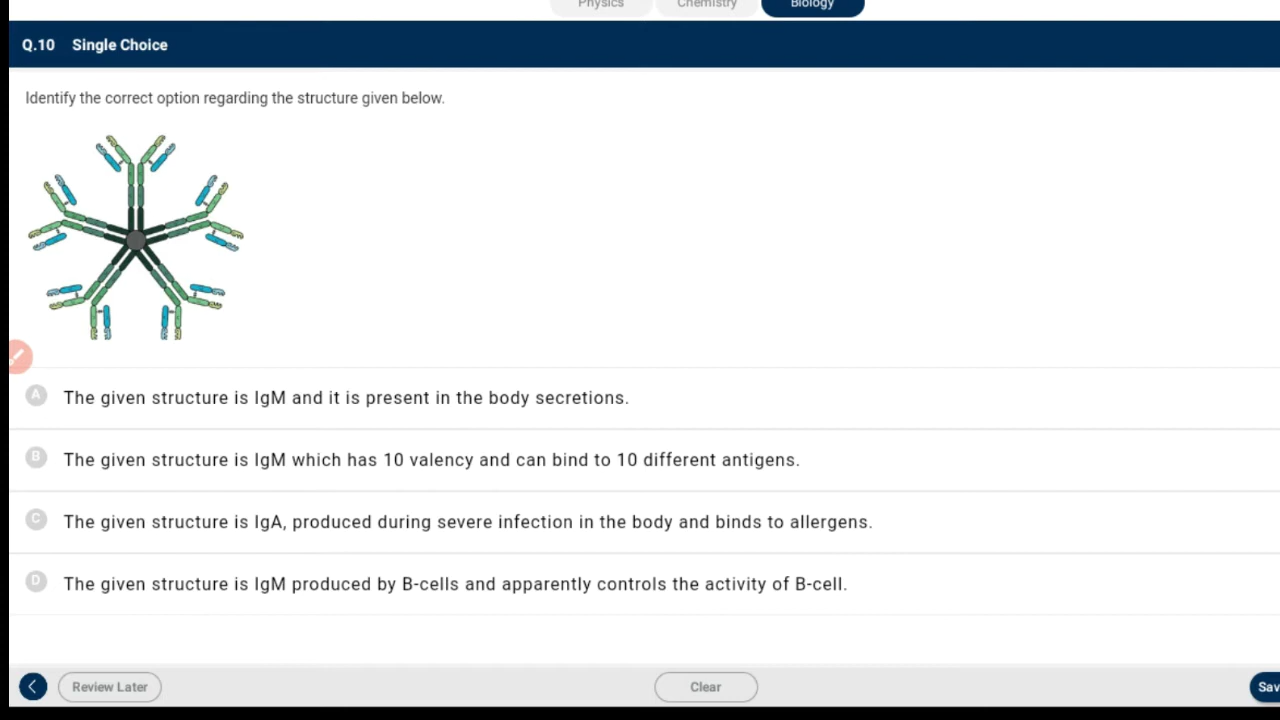 Physics Chemistry Biology
Q.10 Single Choice
Identify the correct option regarding the structure given below.
A The given structure is IgM and it is present in the body secretions.
B The given structure is IgM which has 10 valency and can bind to 10 different antigens.
C The given structure is IgA, produced during severe infection in the body and binds to allergens.
D The given structure is IgM produced by B-cells and apparently controls the activity of B-cell.
Review Later Clear Sav